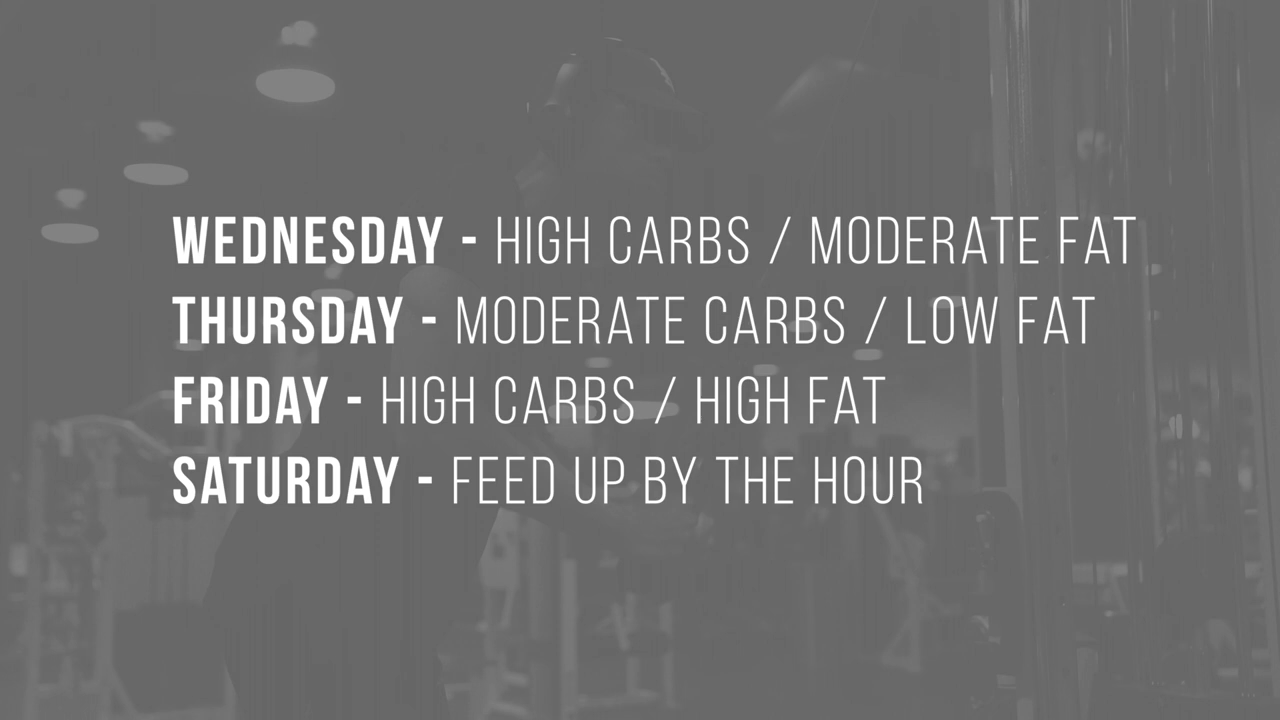 WEDNESDAY - HIGH CARBS / MODERATE FAT
THURSDAY - MODERATE CARBS / LOW FAT
FRIDAY - HIGH CARBS / HIGH FAT
SATURDAY - FEED UP BY THE HOUR